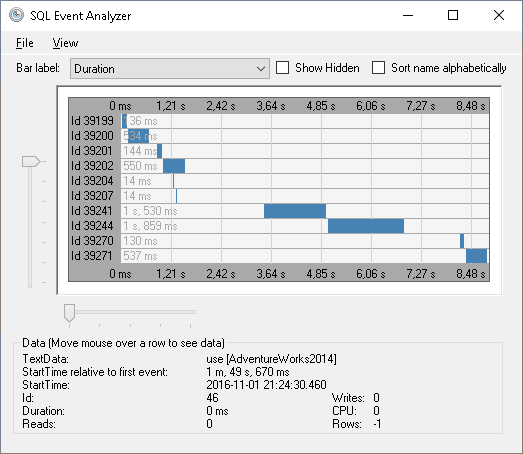 SQL Event Analyzer
File View
Bar label: Duration Show Hidden Sort name alphabetically
0 ms 1,21 s 2,42 s 3,64 s 4,85 s 6,06 s 7,27 s 8,48 s
Id 39199 136 ms
Id 39200 534 ms
Id 39201 144 ms
Id 39202 550 ms
Id 39204 14 ms
Id 39207 14 ms
Id 39241 1 s, 530 ms
Id 39244 1 s, 859 ms
Id 39270 130 ms
Id 39271 537 ms
0 ms 1,21 s 2,42 s 3,64 s 4,85 s 6,06 s 7,27 s 8,48 s
Data (Move mouse over a row to see data)
TextData: use [AdventureWorks2014]
StartTime relative to first event: 1 m, 49 s, 670 ms
StartTime: 2016-11-01 21:24:30.460
Id: 46 Writes: 0
Duration: 0 ms CPU: 0
Reads: 0 Rows: -1